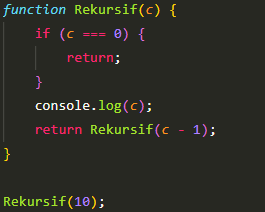 function Rekursif(c) {
    if (c === 0) {
        return;
    }
    console.log(c);
    return Rekursif(c - 1);
}

Rekursif(10);